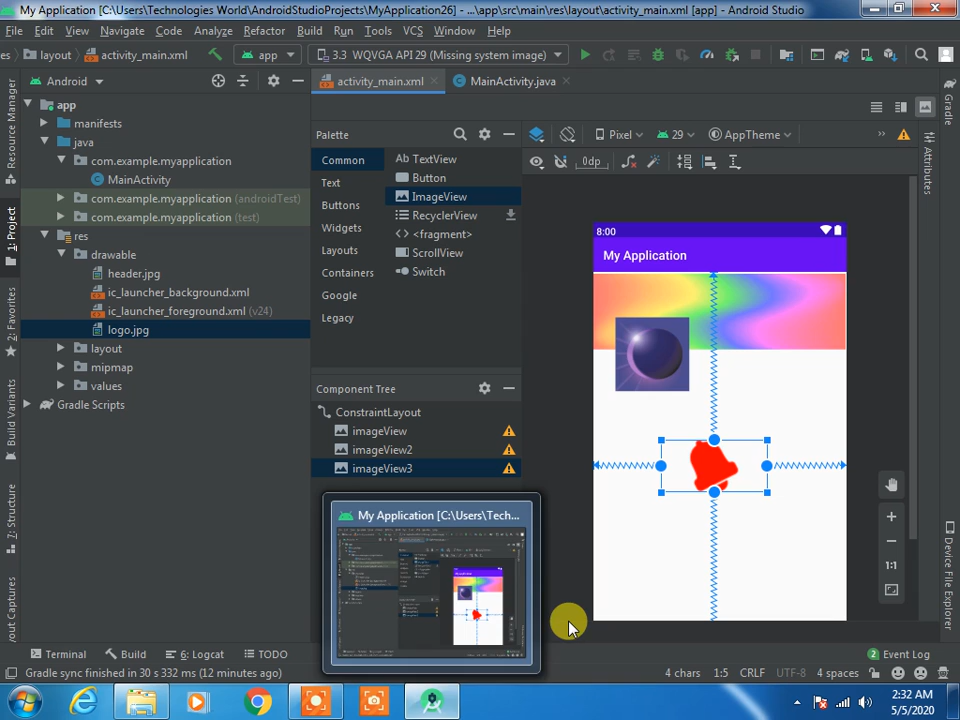 My Application [C:\Users\Technologies World\AndroidStudioProjects\MyApplication26] - ...\app\src\main\res\layout\activity_main.xml [app] - Android Studio
File Edit View Navigate Code Analyze Refactor Build Run Tools VCS Window Help
layout activity_main.xml app 3.3 WQVGA API 29 (Missing system image)
Android activity_main.xml MainActivity.java
Resource Manager
1: Project
2: Favorites
Build Variants
7: Structure
out Captures
app
manifests
java
com.example.myapplication
MainActivity
com.example.myapplication (androidTest)
com.example.myapplication (test)
res
drawable
header.jpg
ic_launcher_background.xml
ic_launcher_foreground.xml (v24)
logo.jpg
layout
mipmap
values
Gradle Scripts
Palette
Common
Text
Buttons
Widgets
Layouts
Containers
Google
Legacy
Ab TextView
Button
ImageView
RecyclerView
<fragment>
ScrollView
Switch
Component Tree
ConstraintLayout
imageView
imageView2
imageView3
Pixel 29 AppTheme
0dp
8:00
My Application
1:1
Gradle
Attributes
Device File Explorer
My Application [C:\Users\Tech...
Terminal Build 6: Logcat TODO 2 Event Log
Gradle sync finished in 30 s 332 ms (12 minutes ago) 4 chars 1:5 CRLF UTF-8 4 spaces
2:32 AM
5/5/2020